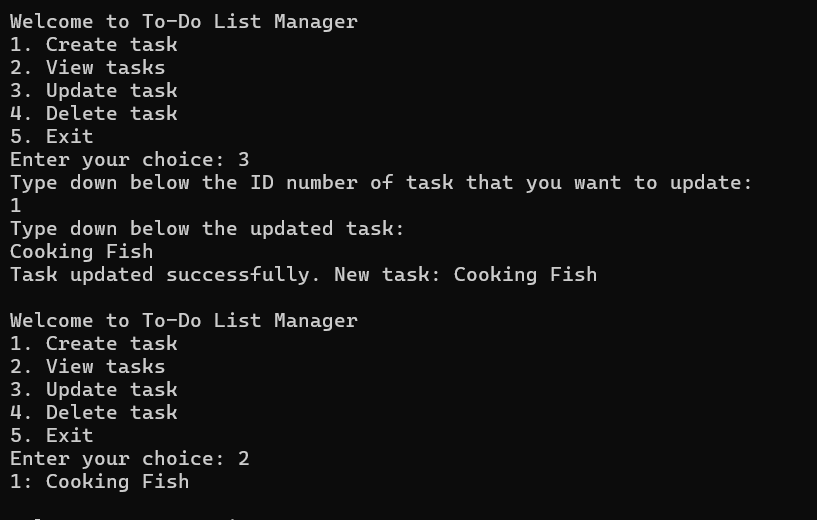 Welcome to To-Do List Manager
1. Create task
2. View tasks
3. Update task
4. Delete task
5. Exit
Enter your choice: 3
Type down below the ID number of task that you want to update:
1
Type down below the updated task:
Cooking Fish
Task updated successfully. New task: Cooking Fish

Welcome to To-Do List Manager
1. Create task
2. View tasks
3. Update task
4. Delete task
5. Exit
Enter your choice: 2
1: Cooking Fish